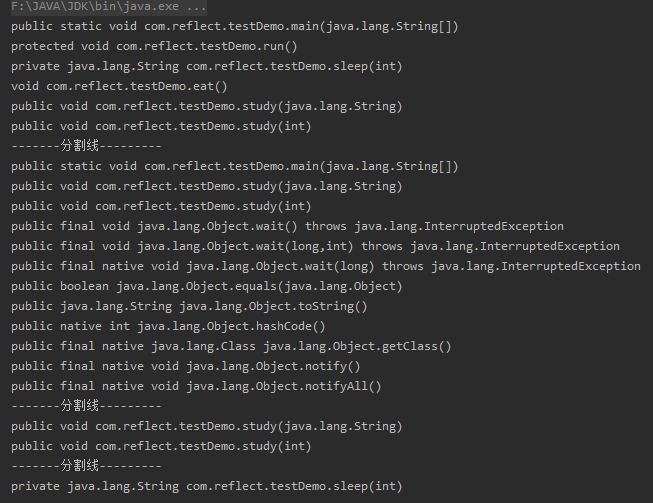 F:\JAVA\JDK\bin\java.exe ...
public static void com.reflect.testDemo.main(java.lang.String[])
protected void com.reflect.testDemo.run()
private java.lang.String com.reflect.testDemo.sleep(int)
void com.reflect.testDemo.eat()
public void com.reflect.testDemo.study(java.lang.String)
public void com.reflect.testDemo.study(int)
-------分割线---------
public static void com.reflect.testDemo.main(java.lang.String[])
public void com.reflect.testDemo.study(java.lang.String)
public void com.reflect.testDemo.study(int)
public final void java.lang.Object.wait() throws java.lang.InterruptedException
public final void java.lang.Object.wait(long,int) throws java.lang.InterruptedException
public final native void java.lang.Object.wait(long) throws java.lang.InterruptedException
public boolean java.lang.Object.equals(java.lang.Object)
public java.lang.String java.lang.Object.toString()
public native int java.lang.Object.hashCode()
public final native java.lang.Class java.lang.Object.getClass()
public final native void java.lang.Object.notify()
public final native void java.lang.Object.notifyAll()
-------分割线---------
public void com.reflect.testDemo.study(java.lang.String)
public void com.reflect.testDemo.study(int)
-------分割线---------
private java.lang.String com.reflect.testDemo.sleep(int)